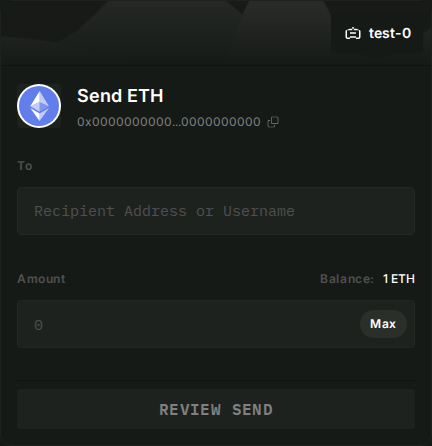 test-0
Send ETH
0x0000000000...0000000000
To
Recipient Address or Username
Amount Balance: 1 ETH
0 Max
REVIEW SEND